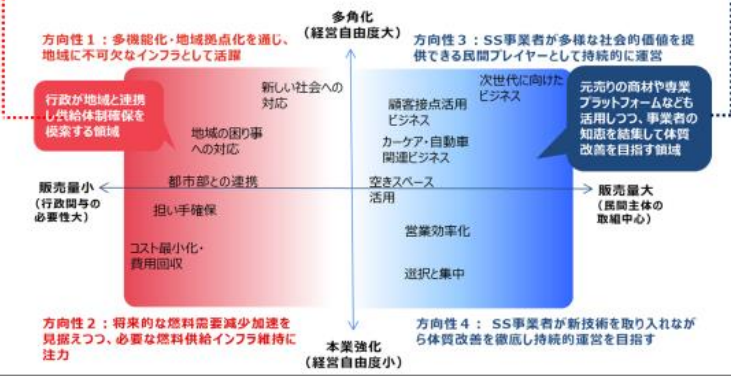 多角化
（経営自由度大）
方向性１：多機能化・地域拠点化を通じ、
地域に不可欠なインフラとして活躍
方向性３：SS事業者が多様な社会的価値を提
供できる民間プレイヤーとして持続的に運営
行政が地域と連携
し供給体制確保を
模索する領域
新しい社会への
対応
地域の困り事
への対応
都市部との連携
担い手確保
コスト最小化・
費用回収
次世代に向けた
ビジネス
顧客接点活用
ビジネス
カーケア・自動車
関連ビジネス
空きスペース
活用
営業効率化
選択と集中
元売りの商材や専業
プラットフォームなども
活用しつつ、事業者の
知恵を結集して体質
改善を目指す領域
販売量小
（行政関与の
必要性大）
販売量大
（民間主体の
取組中心）
方向性２：将来的な燃料需要減少加速を
見据えつつ、必要な燃料供給インフラ維持に
注力
方向性４： SS事業者が新技術を取り入れなが
ら体質改善を徹底し持続的運営を目指す
本業強化
（経営自由度小）